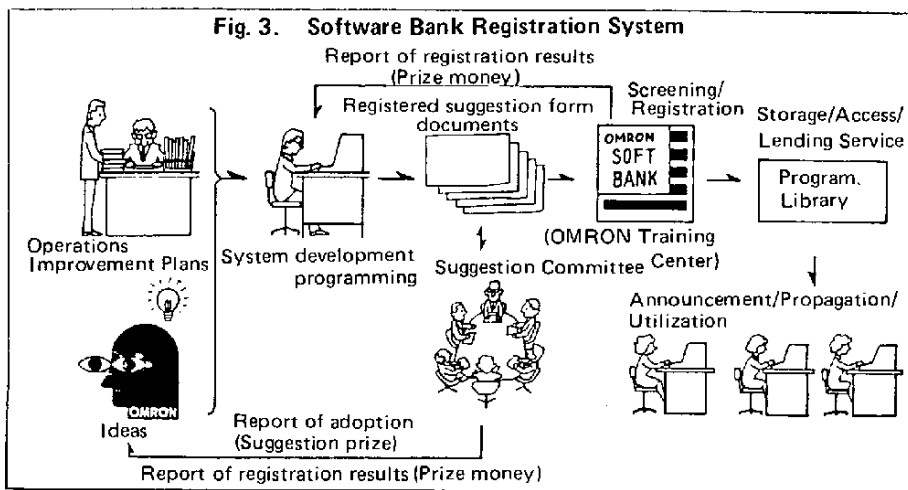 Fig. 3. Software Bank Registration System
Report of registration results
(Prize money)
Registered suggestion form
documents
Screening/
Registration
Storage/Access/
Lending Service
OMRON
SOFT
BANK
Program,
Library
Operations
Improvement Plans
System development
programming
(OMRON Training
Center)
Suggestion Committee
Announcement/Propagation/
Utilization
OMRON
Ideas
Report of adoption
(Suggestion prize)
Report of registration results (Prize money)